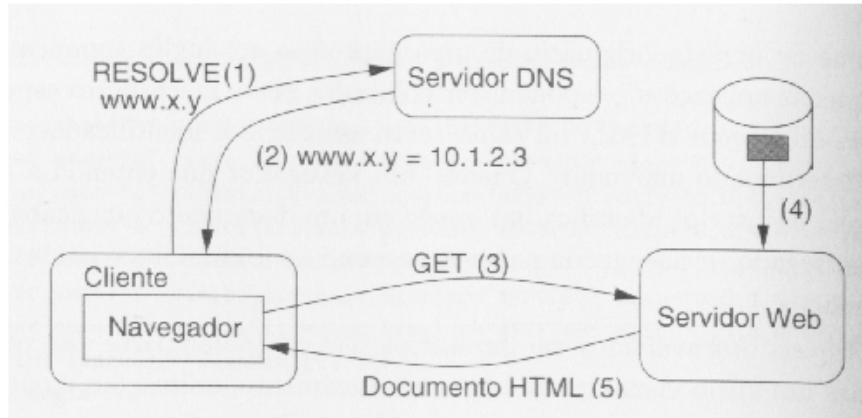 RESOLVE(1)
www.x.y
Servidor DNS
(2) www.x.y = 10.1.2.3
(4)
Cliente
GET (3)
Navegador
Servidor Web
Documento HTML (5)